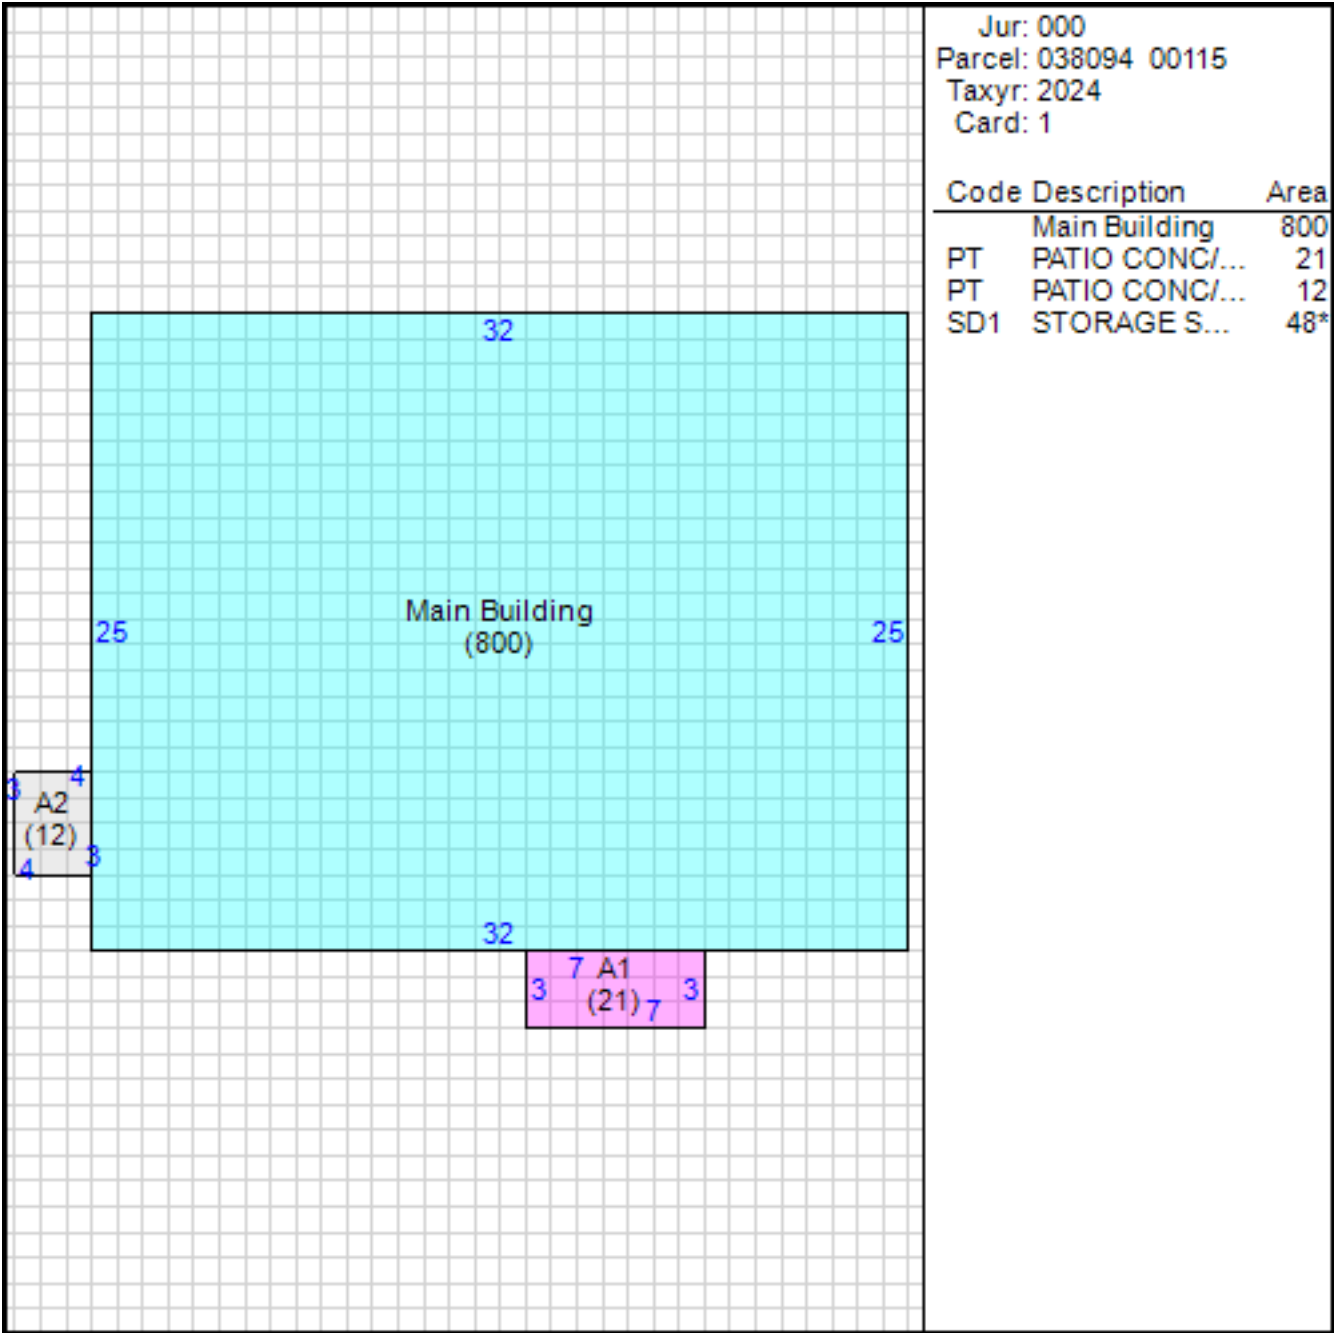 Jur: 000
Parcel: 038094 00115
Taxyr: 2024
Card: 1
Code Description Area
Main Building 800
PT PATIO CONC/... 21
PT PATIO CONC/... 12
SD1 STORAGE S... 48*
32
Main Building
(800)
25
25
3
4
A2
(12)
4
3
32
7
A1
3
(21)
7
3